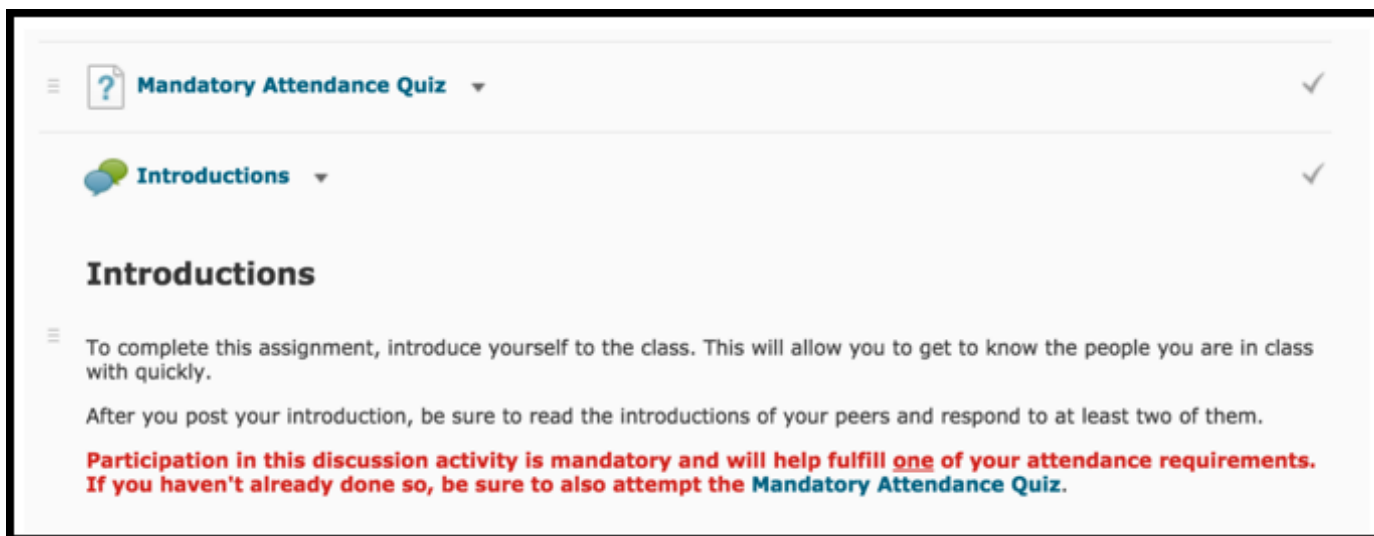 Mandatory Attendance Quiz
Introductions
Introductions
To complete this assignment, introduce yourself to the class. This will allow you to get to know the people you are in class
with quickly.
After you post your introduction, be sure to read the introductions of your peers and respond to at least two of them.
Participation in this discussion activity is mandatory and will help fulfill one of your attendance requirements.
If you haven't already done so, be sure to also attempt the Mandatory Attendance Quiz.